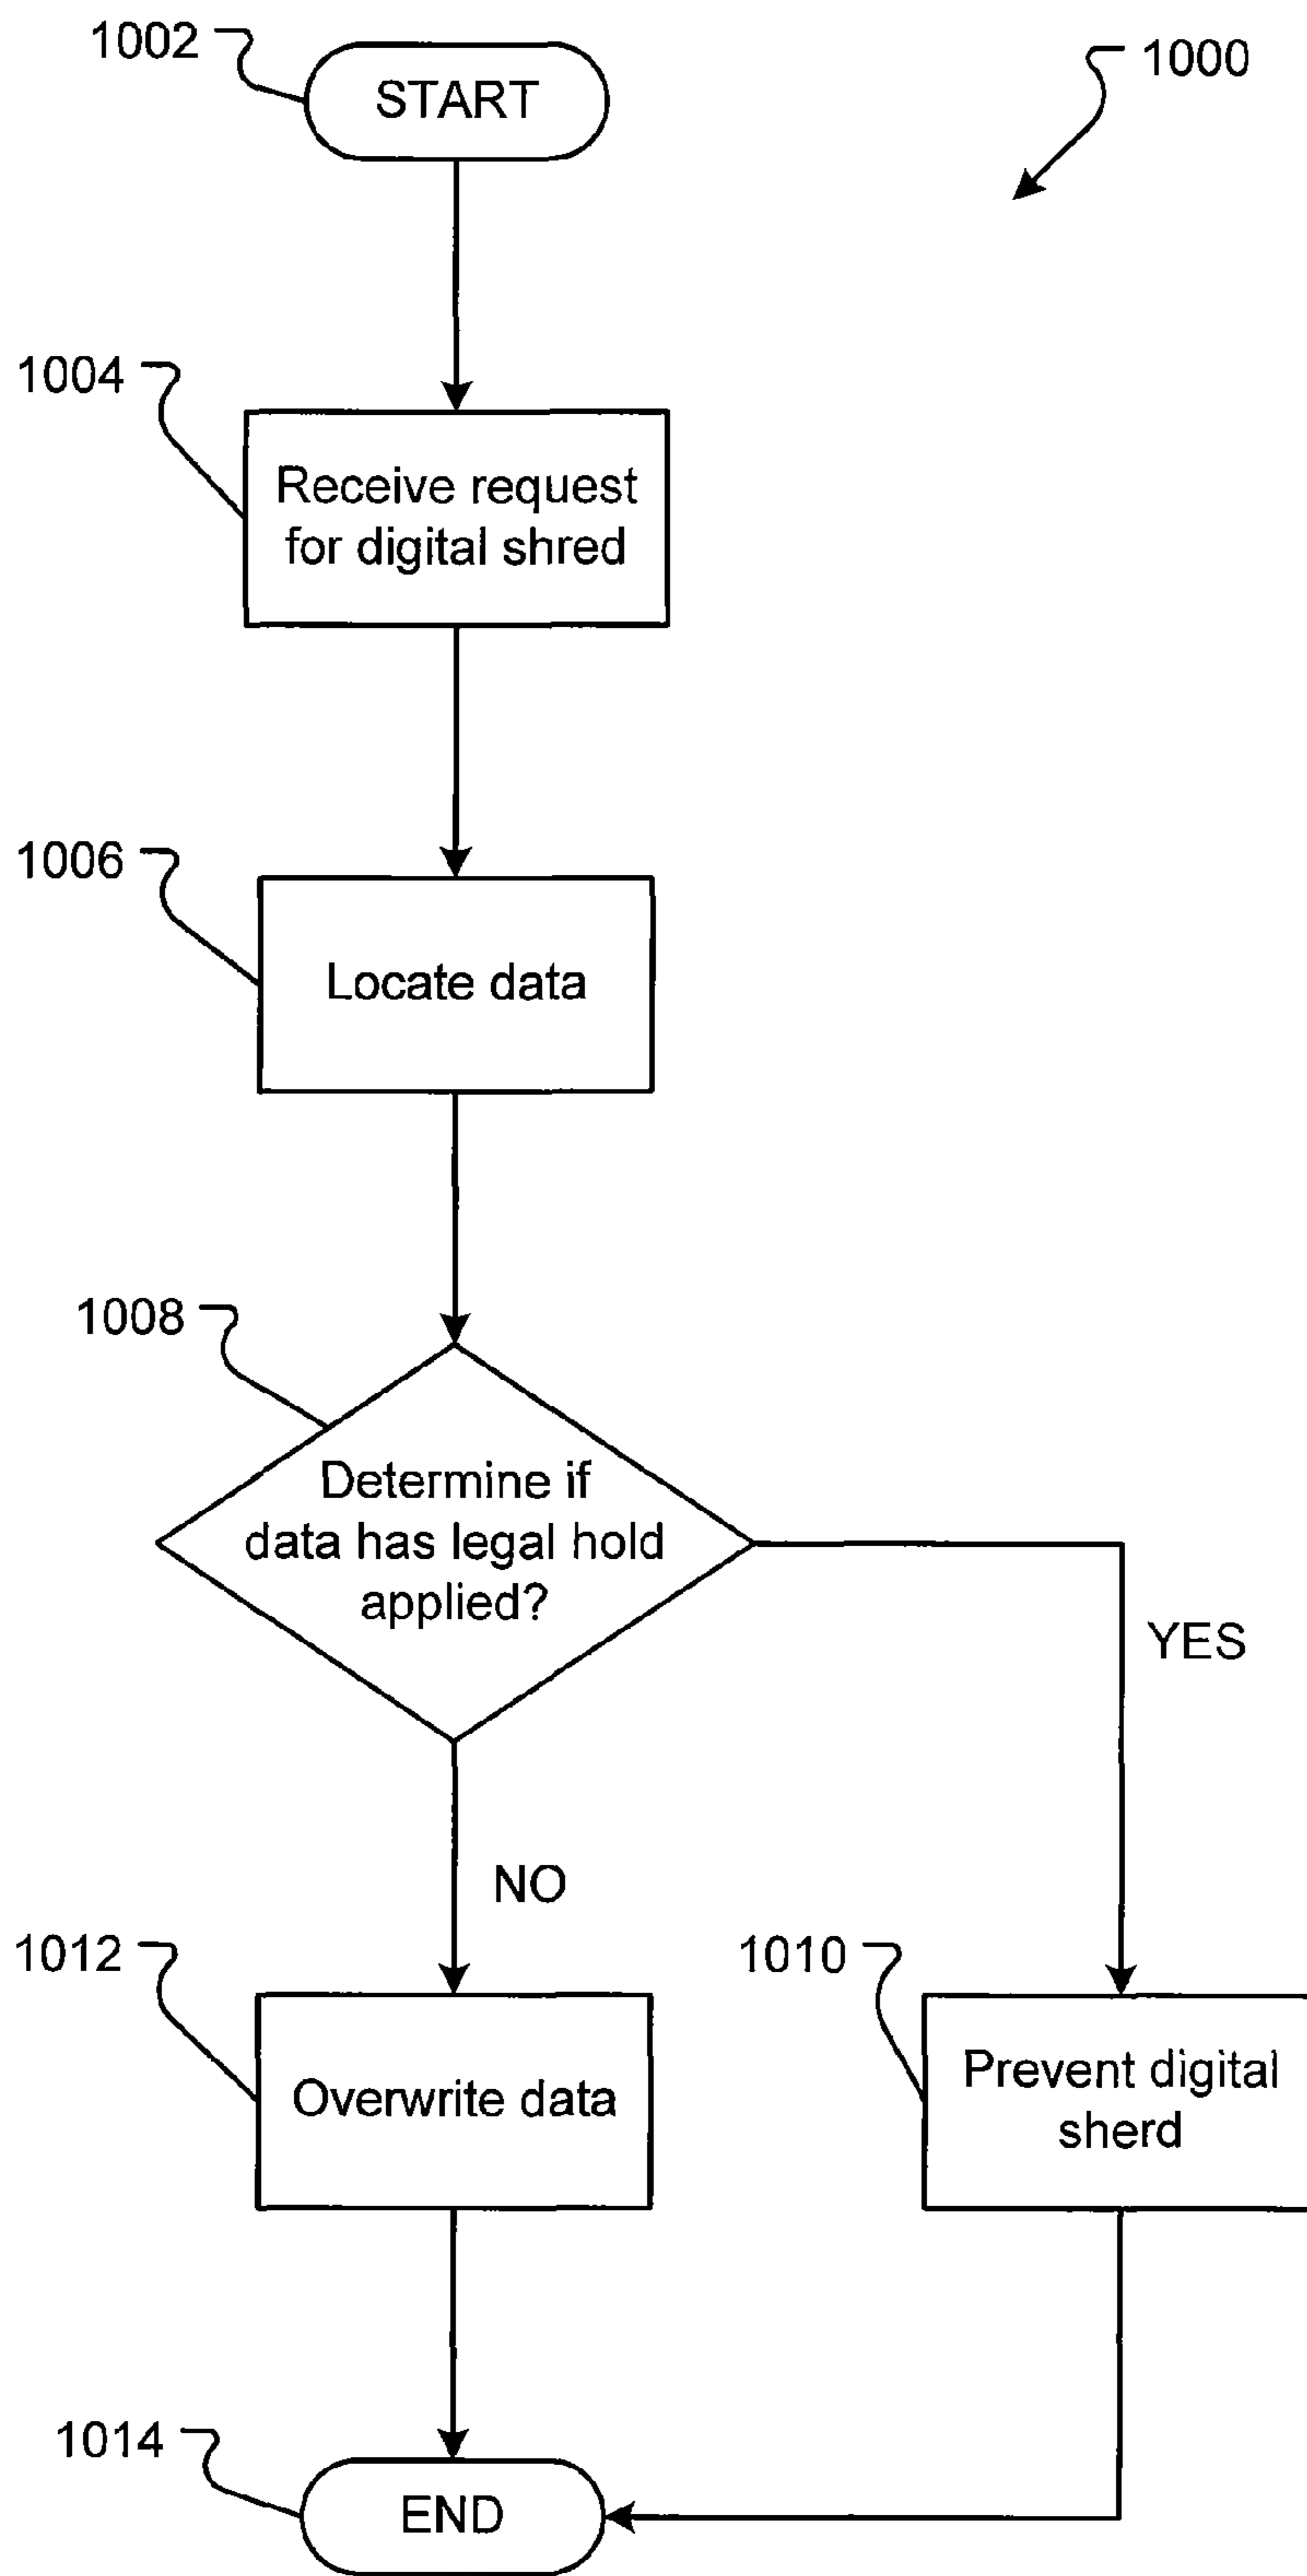 1002
START
1000
1004
Receive request
for digital shred
1006
Locate data
1008
Determine if
data has legal hold
applied?
YES
NO
1012
Overwrite data
1010
Prevent digital
sherd
1014
END